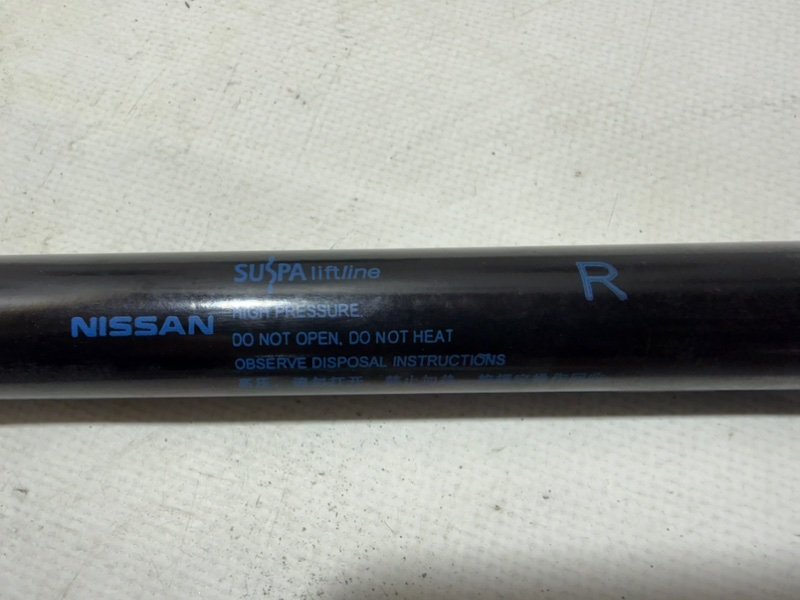 SUSPA liftline
R
NISSAN
HIGH PRESSURE.
DO NOT OPEN, DO NOT HEAT
OBSERVE DISPOSAL INSTRUCTIONS